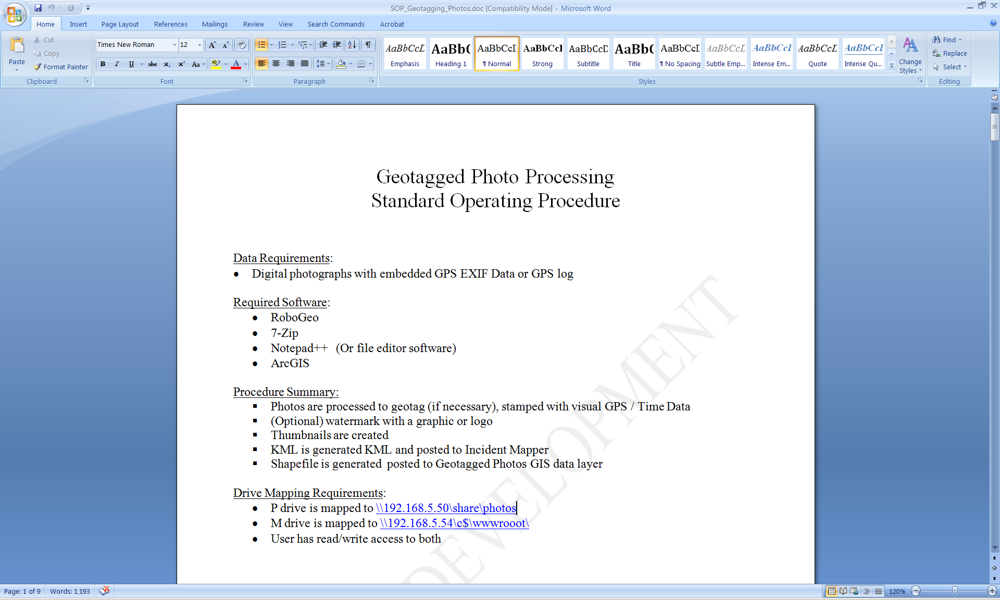 SOP_Geotagging_Photos.doc [Compatibility Mode] - Microsoft Word
Home Insert Page Layout References Mailings Review View Search Commands Acrobat
Paste
Cut
Copy
Format Painter
Clipboard
Times New Roman 12
Font
Paragraph
AaBbCcL AaBb( AaBbCcI AaBbCcI AaBbCcD AaBb( AaBbCcI AaBbCcL AaBbCcI AaBbCcL AaBbCcI
Emphasis Heading 1 ¶ Normal Strong Subtitle Title ¶ No Spacing Subtle Emp... Intense Em... Quote Intense Qu...
Change Styles
Styles
Find
Replace
Select
Editing
Geotagged Photo Processing
Standard Operating Procedure
Data Requirements:
• Digital photographs with embedded GPS EXIF Data or GPS log
Required Software:
• RoboGeo
• 7-Zip
• Notepad++ (Or file editor software)
• ArcGIS
Procedure Summary:
▪ Photos are processed to geotag (if necessary), stamped with visual GPS / Time Data
▪ (Optional) watermark with a graphic or logo
▪ Thumbnails are created
▪ KML is generated KML and posted to Incident Mapper
▪ Shapefile is generated posted to Geotagged Photos GIS data layer
Drive Mapping Requirements:
• P drive is mapped to \\192.168.5.50\share\photos
• M drive is mapped to \\192.168.5.54\c$\wwwrooot\
• User has read/write access to both
DEVELOPMENT
Page: 1 of 9 Words: 1,193 120%